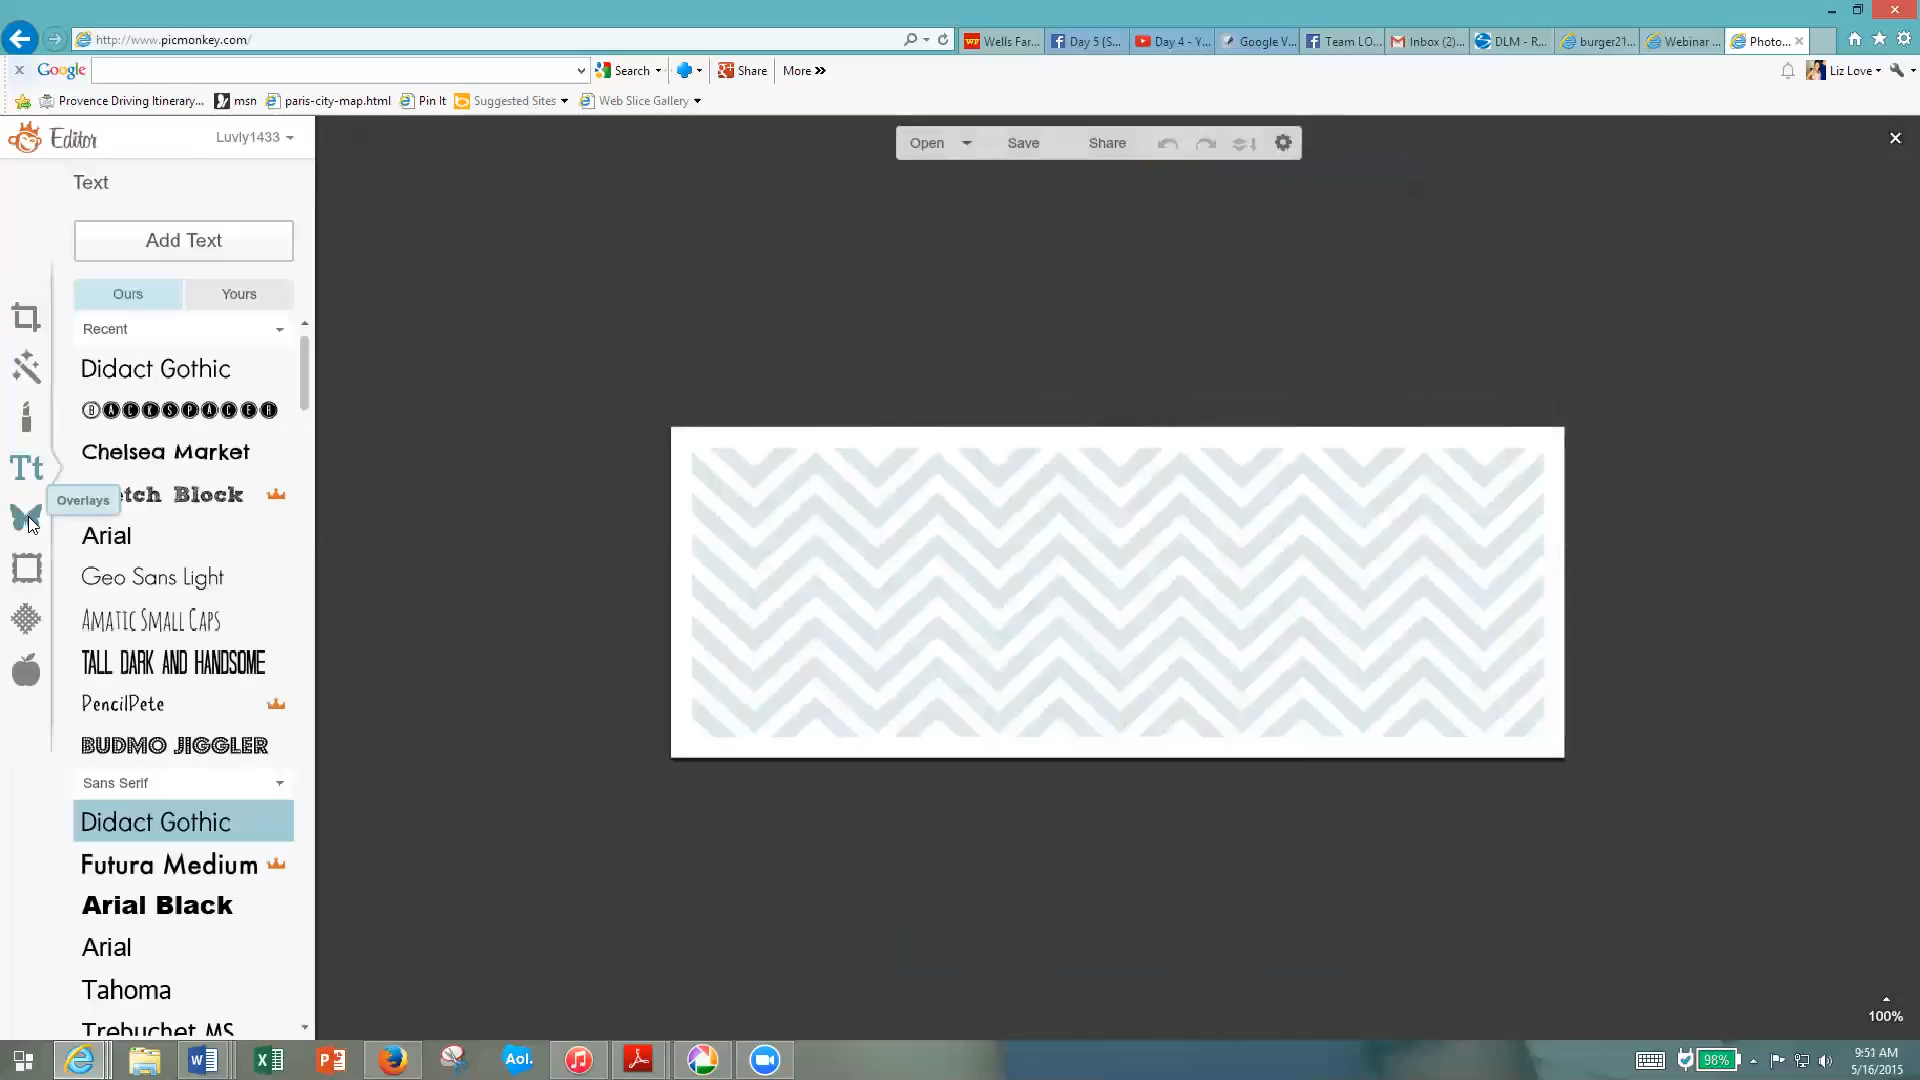 http://www.picmonkey.com/
Wells Far...
Day 5 {S...
Day 4 - Y...
Google V...
Team LO...
Inbox (2)...
DLM - R...
burger21...
Webinar ...
Photo...
Google
Search
Share
More »
Liz Love
Provence Driving Itinerary...
msn
paris-city-map.html
Pin It
Suggested Sites
Web Slice Gallery
Editor
Luvly1433
Open
Save
Share
Text
Add Text
Ours
Yours
Recent
Didact Gothic
BACKSPACER
Chelsea Market
Overlays
etch Block
Arial
Geo Sans Light
AMATIC SMALL CAPS
TALL DARK AND HANDSOME
PencilPete
BUDMO JIGGLER
Sans Serif
Didact Gothic
Futura Medium
Arial Black
Arial
Tahoma
Trebuchet MS
100%
Aol.
98%
9:51 AM
5/16/2015